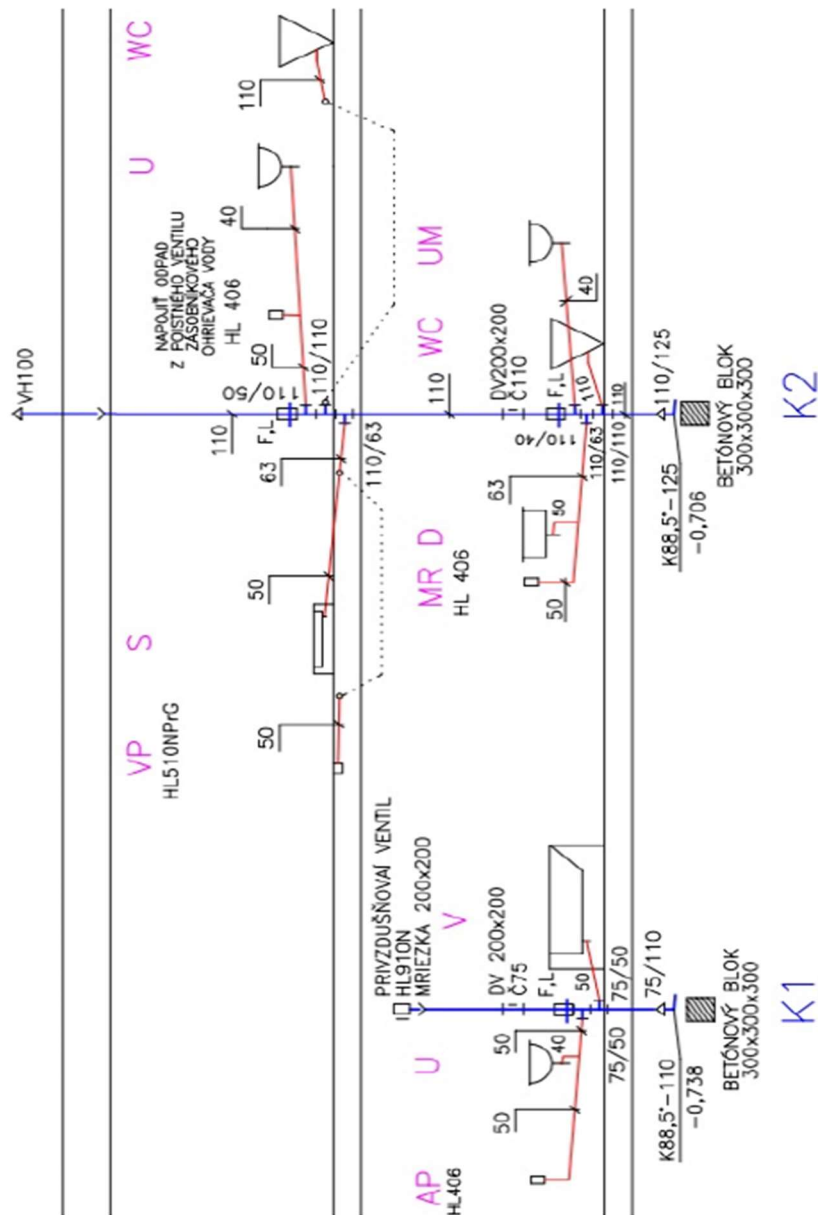 VH100
WC
U
110
40
NAPOJIŤ ODPAD
Z POISTNÉHO VENTILU
ZÁSOBNÍKOVÉHO
OHRIEVAČA VODY
HL 406
50
110/50
110/110
110
F,L
63
110/63
50
S
VP
HL510NPrG
50
UM
WC
40
110
DV200x200
Č110
F,L
110
110
110/125
110/40
110/63
110/110
63
MR D
HL 406
50
50
K88,5°-125
-0,706
BETÓNOVÝ BLOK
300x300x300
K2
PRIVZDUŠŇOVAÍ VENTIL
HL910N
MRIEZKA 200x200
V
DV 200x200
Č75
F,L
50
75/50
75/110
U
50
40
75/50
50
AP
HL406
K88,5°-110
-0,738
BETÓNOVÝ BLOK
300x300x300
K1